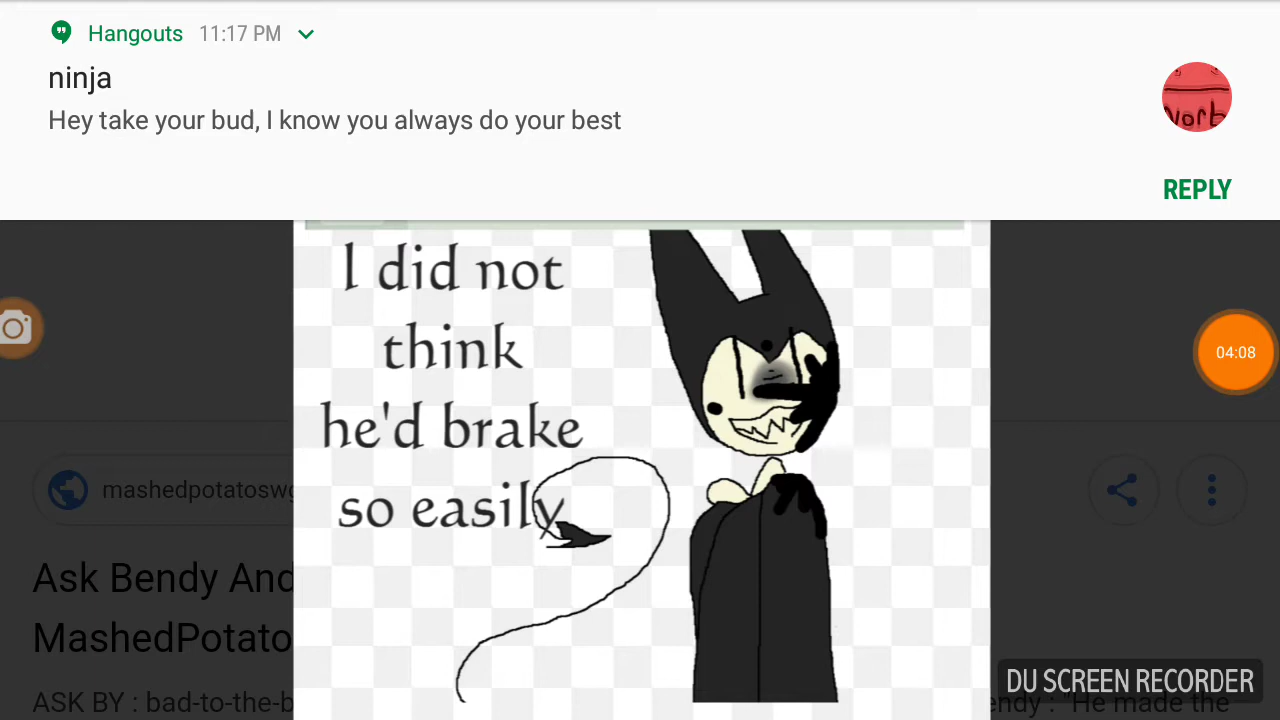 Hangouts 11:17 PM
ninja
Hey take your bud, I know you always do your best
REPLY
I did not
think
he'd brake
so easily
04:08
mashedpotatoswg
Ask Bendy And
MashedPotato
ASK BY : bad-to-the-b
endy : "He made the
DU SCREEN RECORDER